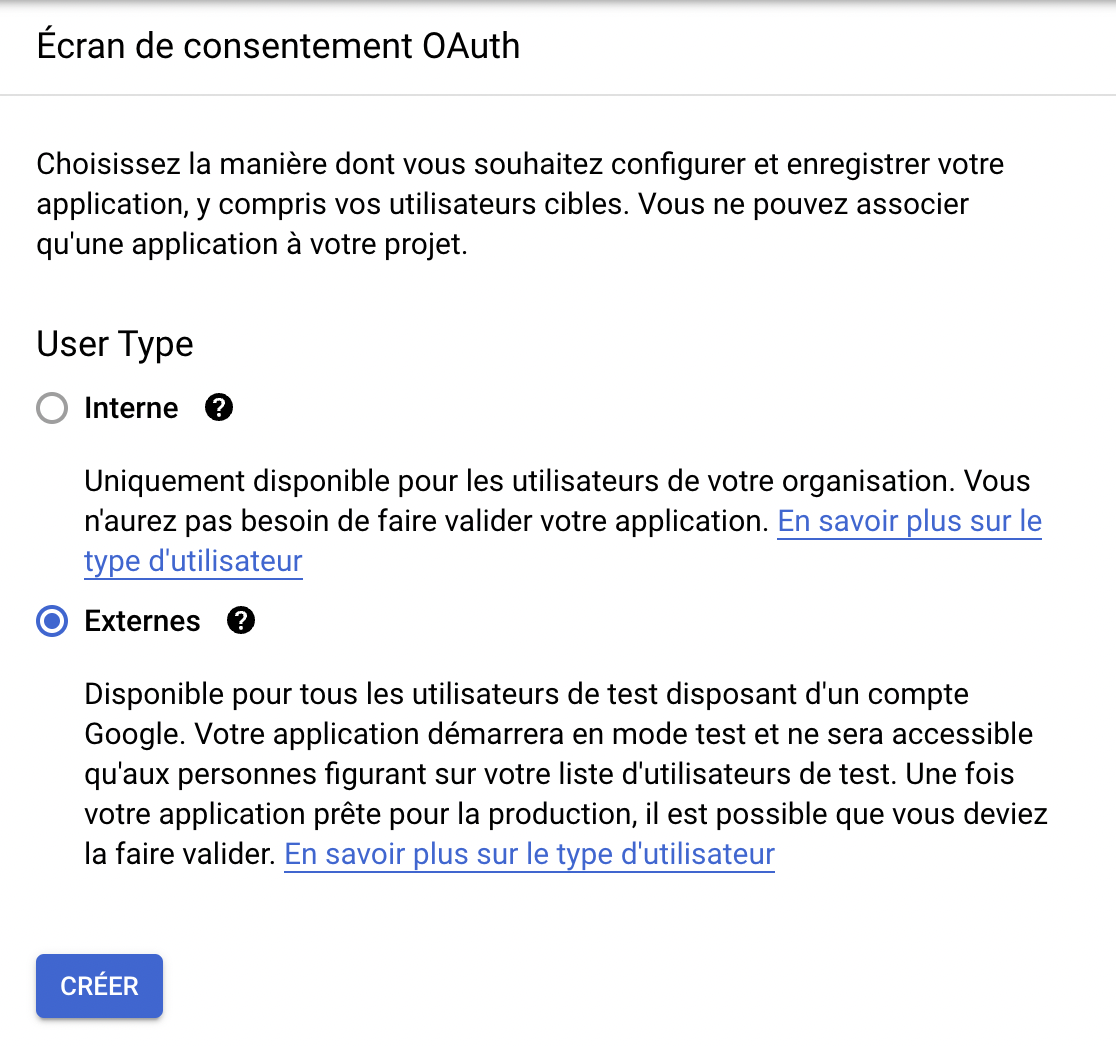 Écran de consentement OAuth
Choisissez la manière dont vous souhaitez configurer et enregistrer votre
application, y compris vos utilisateurs cibles. Vous ne pouvez associer
qu'une application à votre projet.
User Type
Interne ?
Uniquement disponible pour les utilisateurs de votre organisation. Vous
n'aurez pas besoin de faire valider votre application. En savoir plus sur le
type d'utilisateur
Externes ?
Disponible pour tous les utilisateurs de test disposant d'un compte
Google. Votre application démarrera en mode test et ne sera accessible
qu'aux personnes figurant sur votre liste d'utilisateurs de test. Une fois
votre application prête pour la production, il est possible que vous deviez
la faire valider. En savoir plus sur le type d'utilisateur
CRÉER